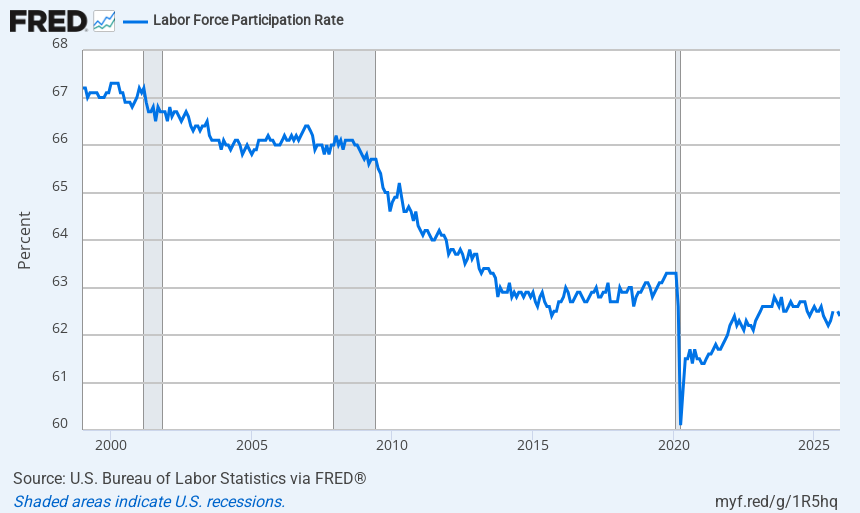 FRED Labor Force Participation Rate
68
67
66
65
64
63
62
61
60
Percent
2000 2005 2010 2015 2020 2025
Source: U.S. Bureau of Labor Statistics via FRED®
Shaded areas indicate U.S. recessions. myf.red/g/1R5hq